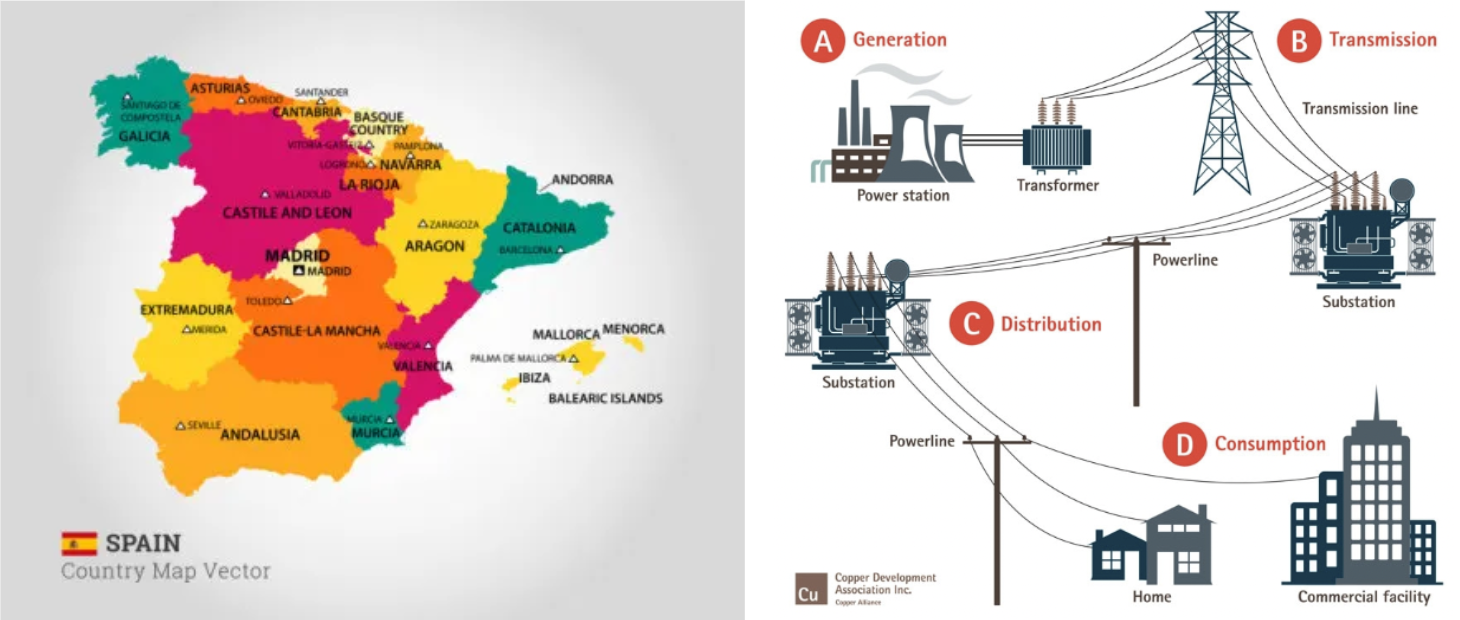 ASTURIAS
OVIEDO
SANTANDER
CANTABRIA
BASQUE
COUNTRY
SANTIAGO DE
COMPOSTELA
GALICIA
VITORIA-GASTEIZ
PAMPLONA
LOGRONO
NAVARRA
LA RIOJA
ANDORRA
VALLADOLID
CASTILE AND LEON
ZARAGOZA
ARAGON
CATALONIA
BARCELONA
MADRID
MADRID
TOLEDO
EXTREMADURA
MERIDA
CASTILE-LA MANCHA
VALENCIA
VALENCIA
MALLORCA
MENORCA
PALMA DE MALLORCA
IBIZA
BALEARIC ISLANDS
MURCIA
MURCIA
SEVILLE
ANDALUSIA
SPAIN
Country Map Vector
A Generation
B Transmission
Transmission line
Power station
Transformer
Powerline
Substation
C Distribution
Substation
Powerline
D Consumption
Home
Commercial facility
Cu
Copper Development
Association Inc.
Copper Alliance